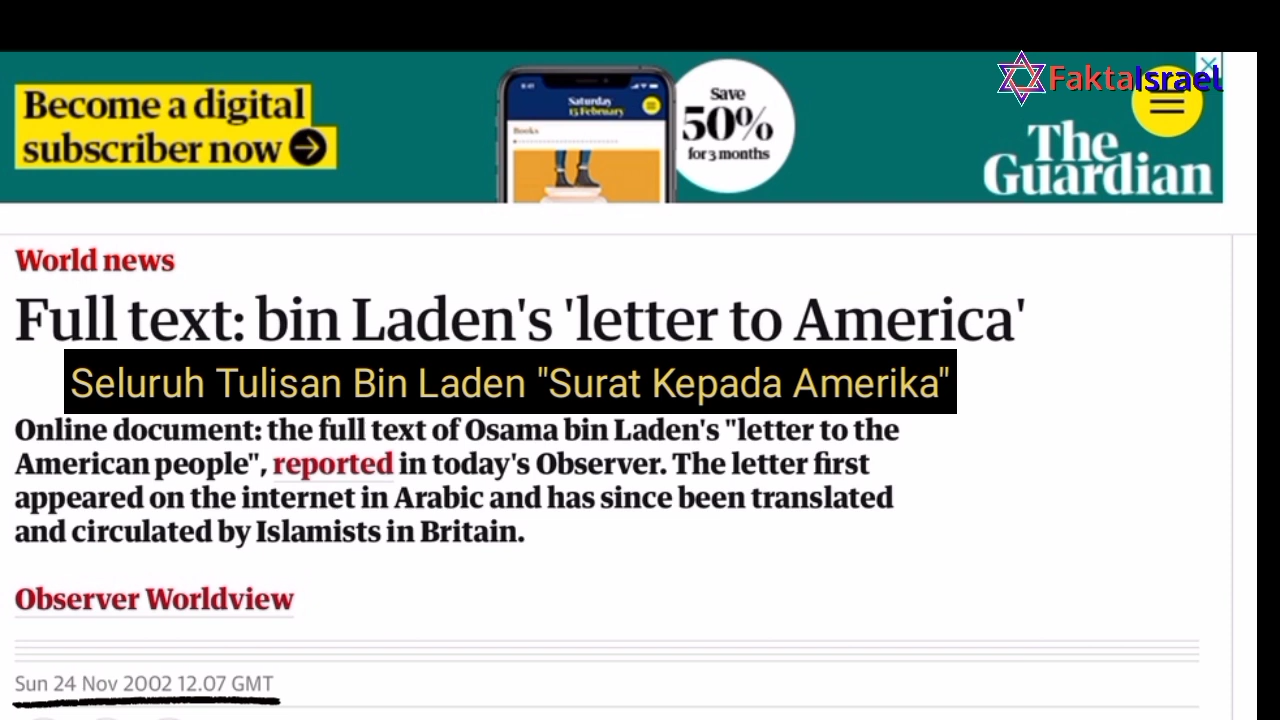 Become a digital
subscriber now
Saturday
15 February
Books
Save
50%
for 3 months
FaktaIsrael
The
Guardian
World news
Full text: bin Laden's 'letter to America'
Seluruh Tulisan Bin Laden "Surat Kepada Amerika"
Online document: the full text of Osama bin Laden's "letter to the
American people", reported in today's Observer. The letter first
appeared on the internet in Arabic and has since been translated
and circulated by Islamists in Britain.
Observer Worldview
Sun 24 Nov 2002 12.07 GMT